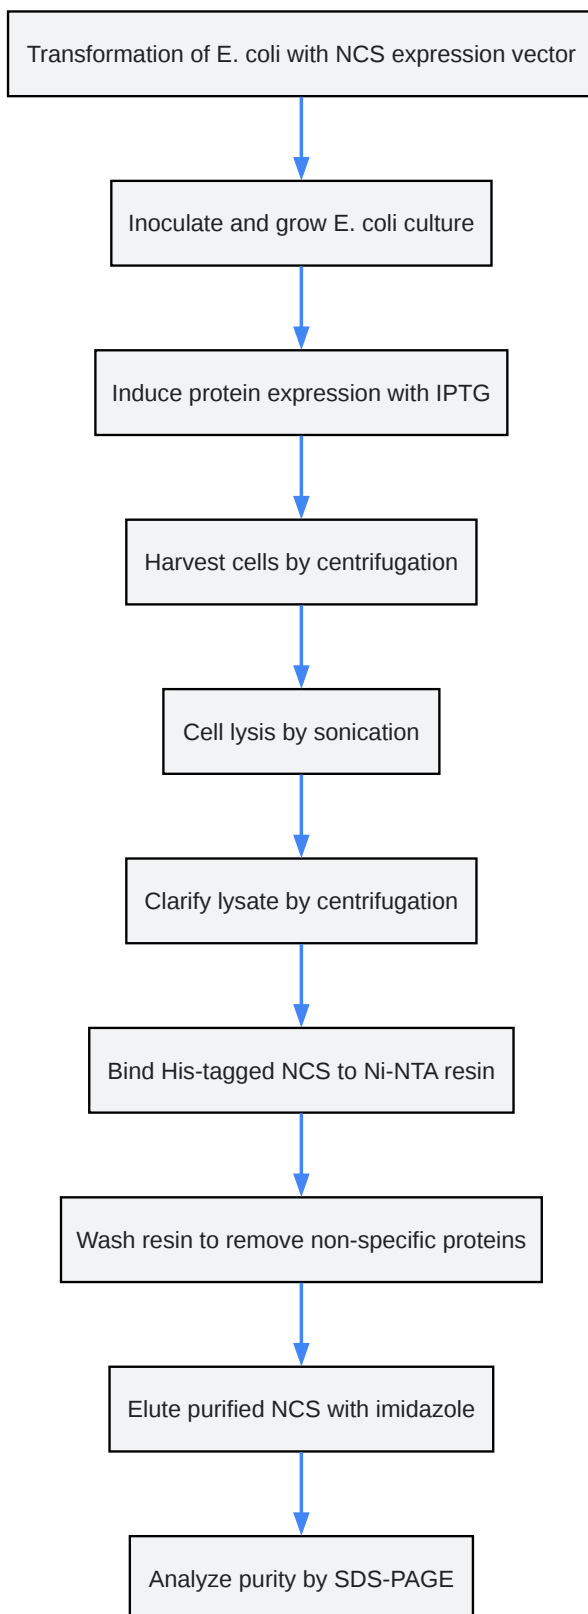 Transformation of E. coli with NCS expression vector
Inoculate and grow E. coli culture
Induce protein expression with IPTG
Harvest cells by centrifugation
Cell lysis by sonication
Clarify lysate by centrifugation
Bind His-tagged NCS to Ni-NTA resin
Wash resin to remove non-specific proteins
Elute purified NCS with imidazole
Analyze purity by SDS-PAGE